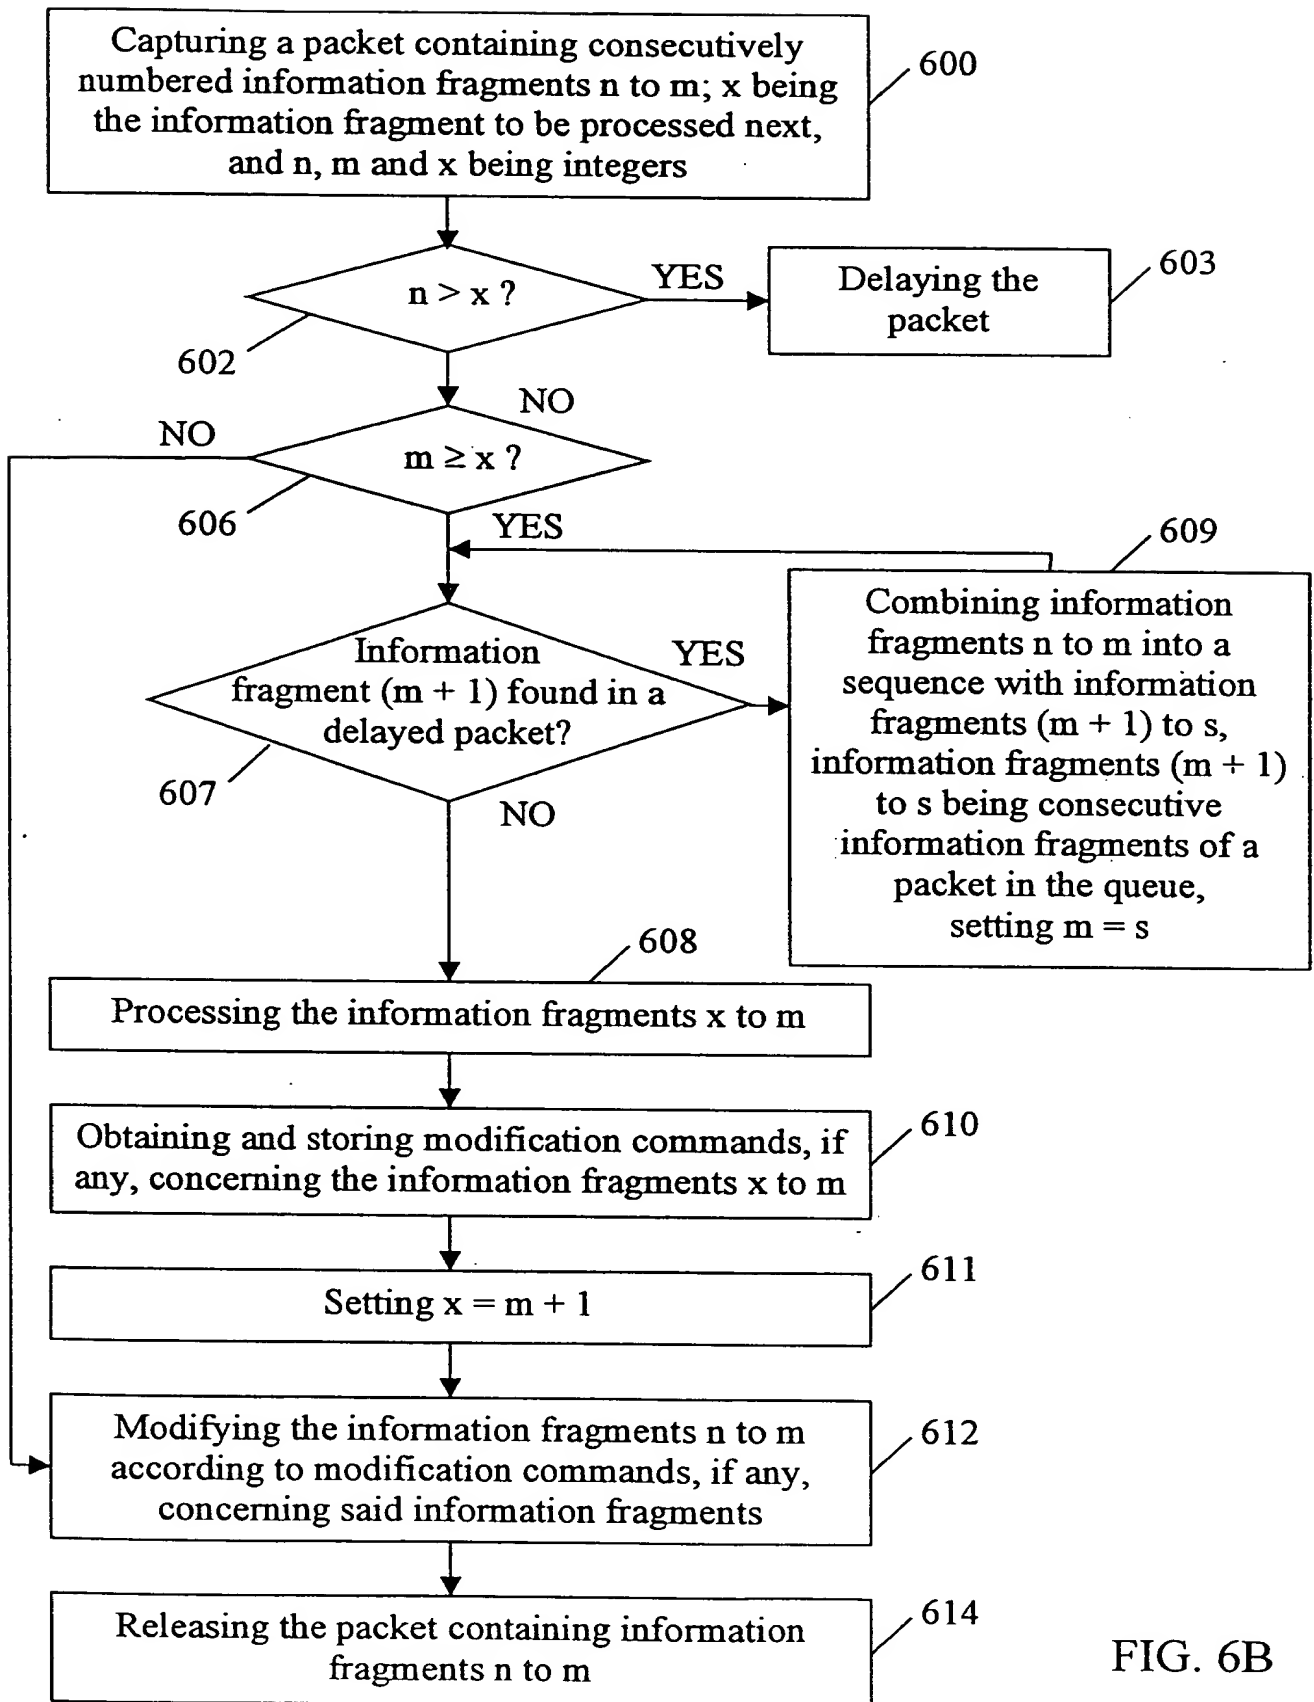 Capturing a packet containing consecutively
numbered information fragments n to m; x being
the information fragment to be processed next,
and n, m and x being integers
600
n > x ?
YES
602
Delaying the
packet
603
NO
m ≥ x ?
NO
606
YES
Information
fragment (m + 1) found in a
delayed packet?
YES
607
NO
609
Combining information
fragments n to m into a
sequence with information
fragments (m + 1) to s,
information fragments (m + 1)
to s being consecutive
information fragments of a
packet in the queue,
setting m = s
608
Processing the information fragments x to m
Obtaining and storing modification commands, if
any, concerning the information fragments x to m
610
Setting x = m + 1
611
Modifying the information fragments n to m
according to modification commands, if any,
concerning said information fragments
612
Releasing the packet containing information
fragments n to m
614
FIG. 6B